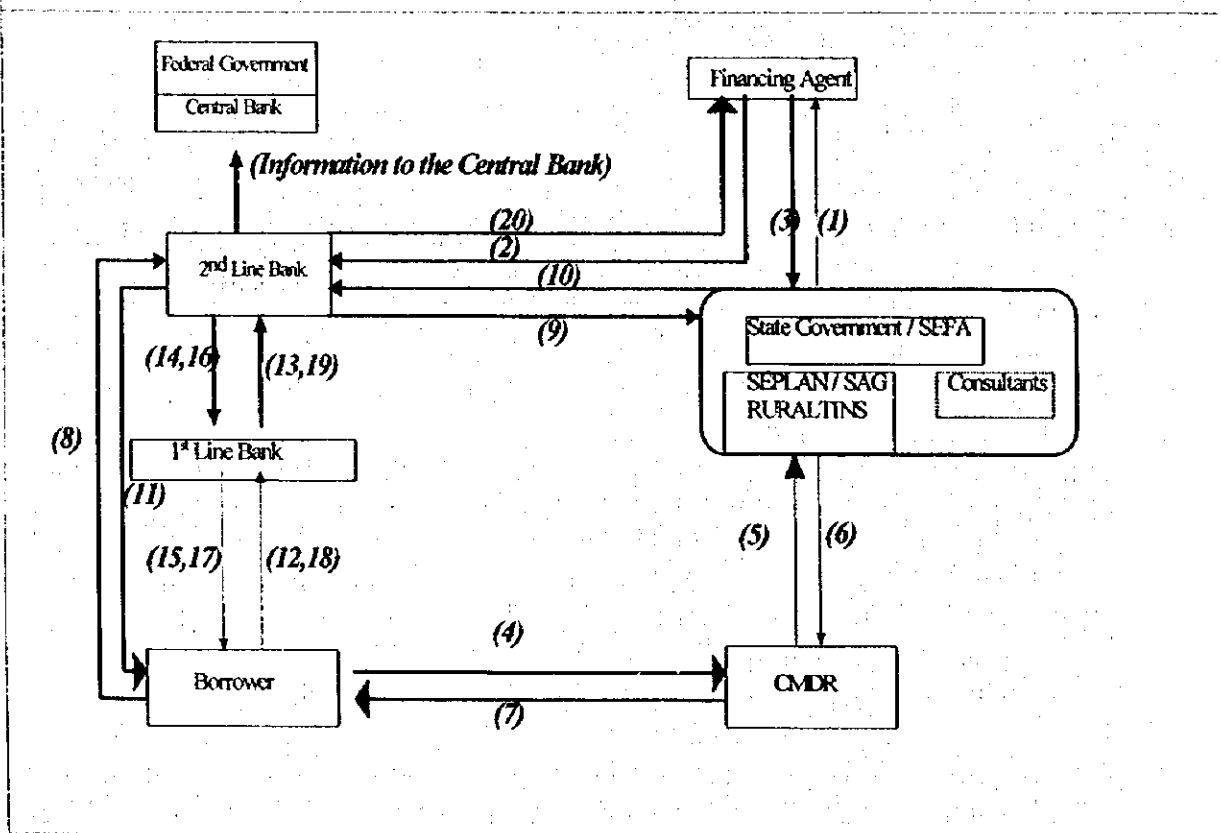 Federal Government
Central Bank
Financing Agent
(Information to the Central Bank)
(20)
(3)
(1)
(2)
2nd Line Bank
(10)
(9)
State Government / SEFA
(14,16)
(13,19)
SEPLAN / SAG
RURALTINS
Consultants
(8)
1st Line Bank
(11)
(15,17)
(12,18)
(5)
(6)
(4)
Borrower
CMDR
(7)